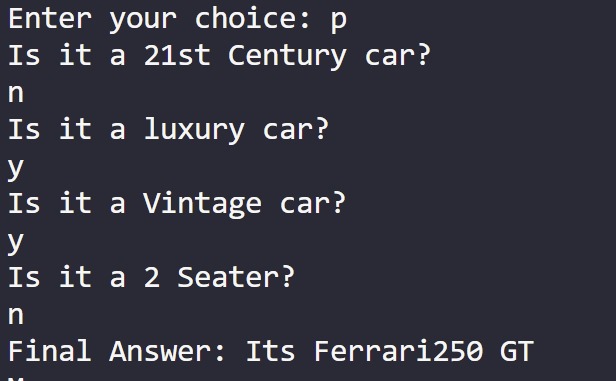 Enter your choice: p
Is it a 21st Century car?
n
Is it a luxury car?
y
Is it a Vintage car?
y
Is it a 2 Seater?
n
Final Answer: Its Ferrari250 GT